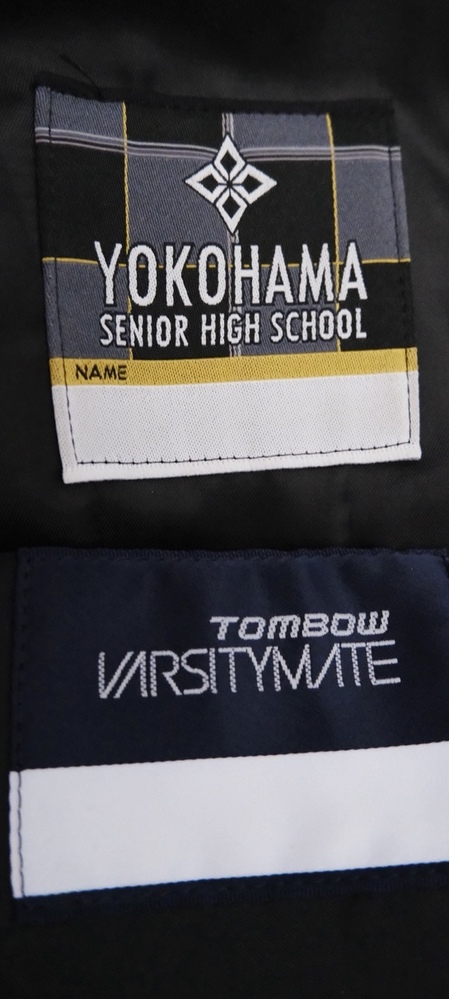 YOKOHAMA
SENIOR HIGH SCHOOL
NAME
TOMBOW
VARSITYMATE